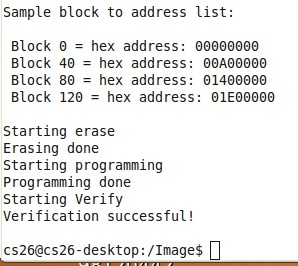 Sample block to address list:
Block 0 = hex address: 00000000
Block 40 = hex address: 00A00000
Block 80 = hex address: 01400000
Block 120 = hex address: 01E00000
Starting erase
Erasing done
Starting programming
Programming done
Starting Verify
Verification successful!
cs26@cs26-desktop:/Image$